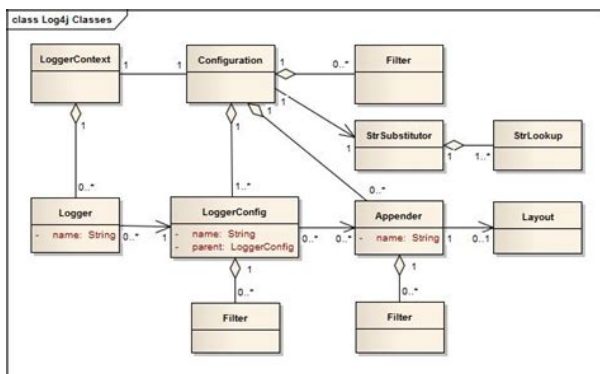 class Log4j Classes
LoggerContext
1
1
Configuration
1
0..*
Filter
1
1
1
1
1
StrSubstitutor
1
1..*
StrLookup
0..*
1..*
0..*
Logger
- name: String
0..*
1
LoggerConfig
- name: String
- parent: LoggerConfig
0..*
0..*
Appender
- name: String
1
0..1
Layout
1
1
0..*
0..*
Filter
Filter